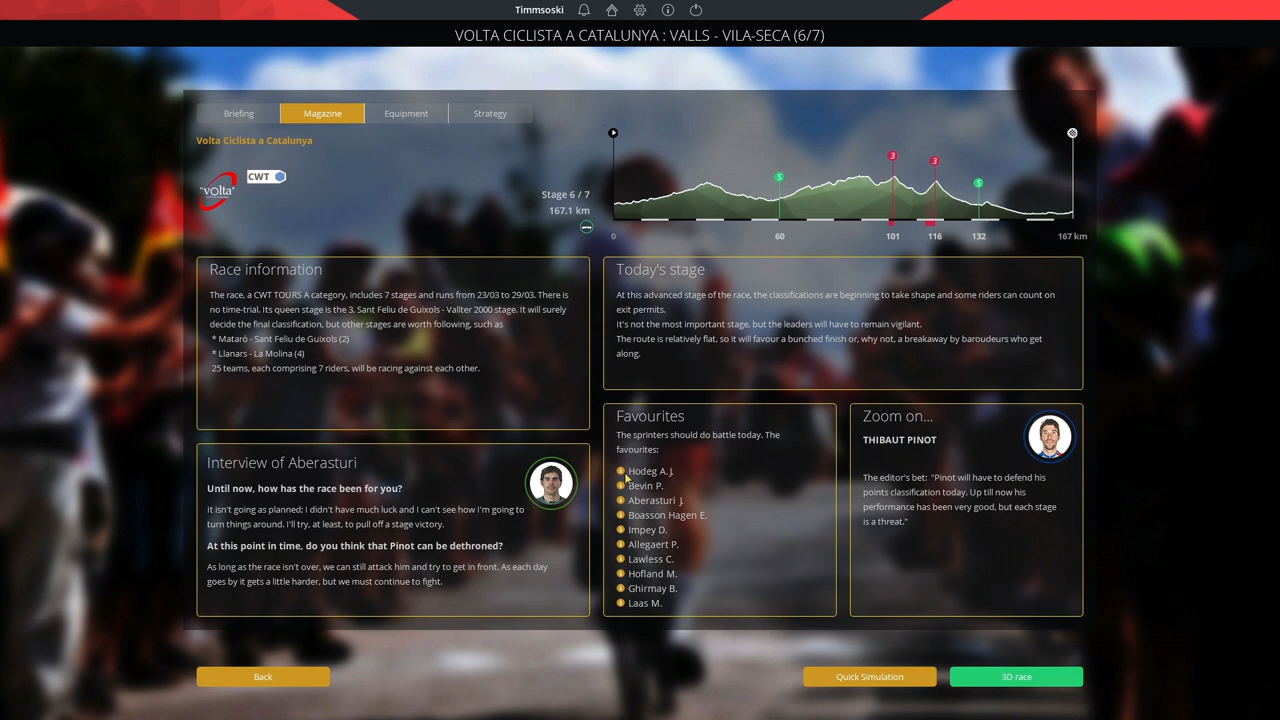 Timmsoski
VOLTA CICLISTA A CATALUNYA : VALLS - VILA-SECA (6/7)
Briefing
Magazine
Equipment
Strategy
Volta Ciclista a Catalunya
"volta"
CWT
Stage 6 / 7
167.1 km
3
3
S
S
0
60
101
116
132
167 km
Race information
The race, a CWT TOURS A category, includes 7 stages and runs from 23/03 to 29/03. There is
no time-trial. Its queen stage is the 3, Sant Feliu de Guixols - Vallter 2000 stage. It will surely
decide the final classification, but other stages are worth following, such as
* Mataró - Sant Feliu de Guixols (2)
* Llanars - La Molina (4)
25 teams, each comprising 7 riders, will be racing against each other.
Today's stage
At this advanced stage of the race, the classifications are beginning to take shape and some riders can count on
exit permits.
It's not the most important stage, but the leaders will have to remain vigilant.
The route is relatively flat, so it will favour a bunched finish or, why not, a breakaway by baroudeurs who get
along.
Interview of Aberasturi
Until now, how has the race been for you?
It isn't going as planned; I didn't have much luck and I can't see how I'm going to
turn things around. I'll try, at least, to pull off a stage victory.
At this point in time, do you think that Pinot can be dethroned?
As long as the race isn't over, we can still attack him and try to get in front. As each day
goes by it gets a little harder, but we must continue to fight.
Favourites
The sprinters should do battle today. The
favourites:
Hodeg A.J.
Bevin P.
Aberasturi J.
Boasson Hagen E.
Impey D.
Allegaert P.
Lawless C.
Hofland M.
Ghirmay B.
Laas M.
Zoom on...
THIBAUT PINOT
The editor's bet: "Pinot will have to defend his
points classification today. Up till now his
performance has been very good, but each stage
is a threat."
Back
Quick Simulation
3D race